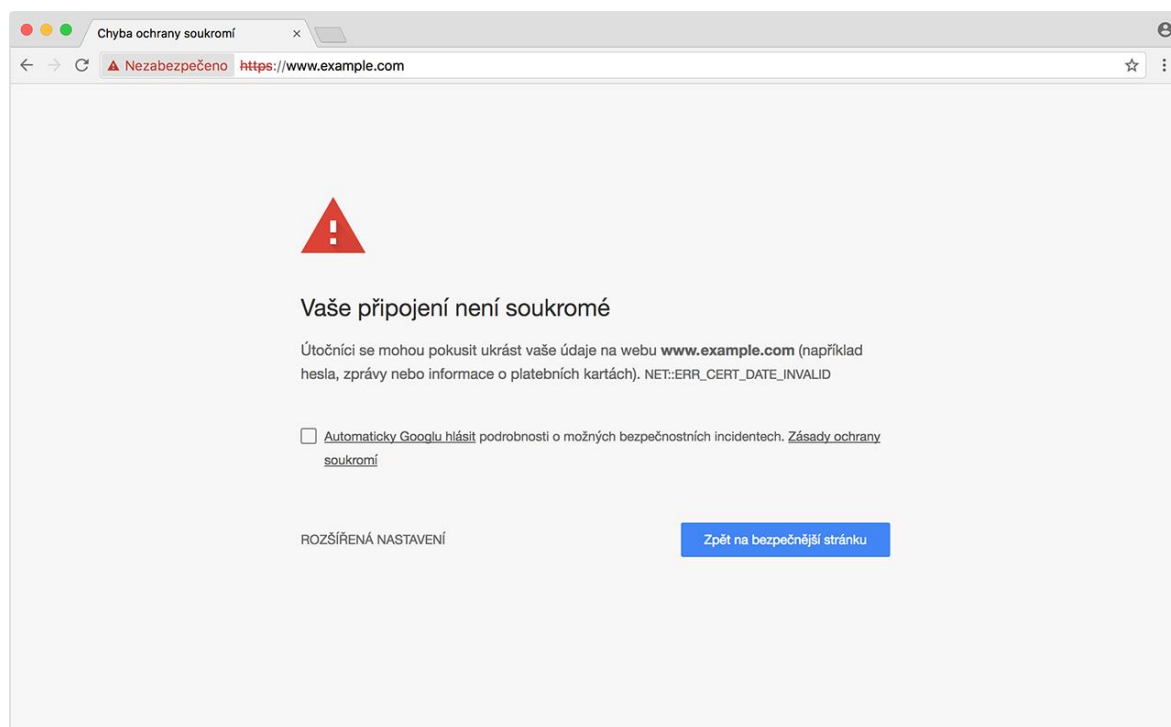 Chyba ochrany soukromí
Nezabezpečeno https://www.example.com
Vaše připojení není soukromé
Útočníci se mohou pokusit ukrást vaše údaje na webu www.example.com (například
hesla, zprávy nebo informace o platebních kartách). NET::ERR_CERT_DATE_INVALID
Automaticky Googlu hlásit podrobnosti o možných bezpečnostních incidentech. Zásady ochrany
soukromí
ROZŠÍŘENÁ NASTAVENÍ Zpět na bezpečnější stránku